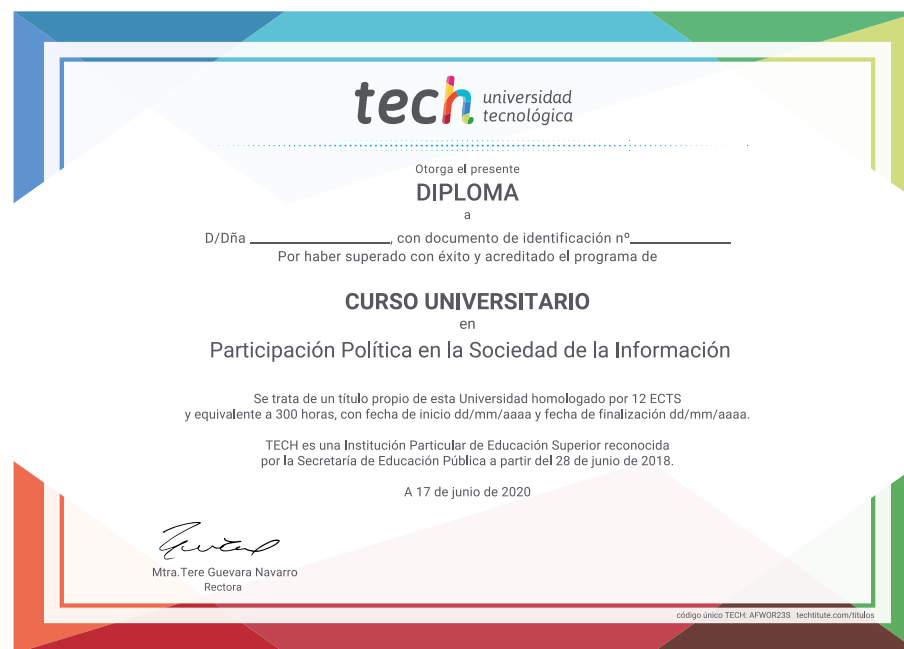 tech universidad
tecnológica
Otorga el presente
DIPLOMA
a
D/Dña ____________________, con documento de identificación nº______________
Por haber superado con éxito y acreditado el programa de
CURSO UNIVERSITARIO
en
Participación Política en la Sociedad de la Información
Se trata de un título propio de esta Universidad homologado por 12 ECTS
y equivalente a 300 horas, con fecha de inicio dd/mm/aaaa y fecha de finalización dd/mm/aaaa.
TECH es una Institución Particular de Educación Superior reconocida
por la Secretaría de Educación Pública a partir del 28 de junio de 2018.
A 17 de junio de 2020
Mtra.Tere Guevara Navarro
Rectora
código único TECH: AFWOR23S techtitute.com/titulos